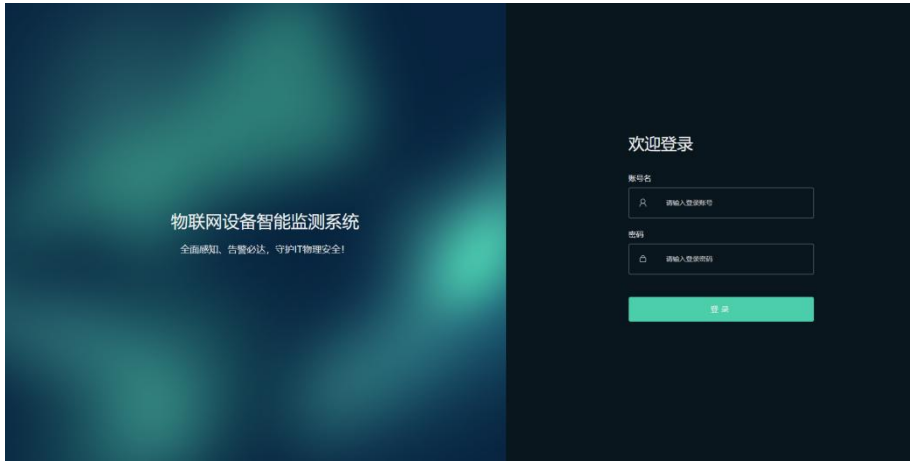 物联网设备智能监测系统
全面感知、告警必达，守护IT物理安全！
欢迎登录
账号名
请输入登录账号
密码
请输入登录密码
登 录